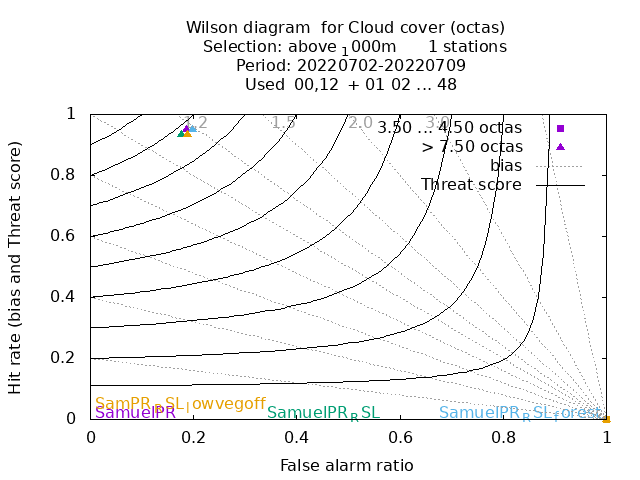 Wilson diagram for Cloud cover (octas)
Selection: above 1000m 1 stations
Period: 20220702-20220709
Used 00,12 + 01 02 ... 48
Hit rate (bias and Threat score)
1
0.8
0.6
0.4
0.2
0
1.2 1.5 2.0 3.0
3.50 ... 4.50 octas
> 7.50 octas
bias
Threat score
SamPR_RSL_lowvegoff
SamuelPR SamuelPR_RSL SamuelPR_RSL_forest
0 0.2 0.4 0.6 0.8 1
False alarm ratio